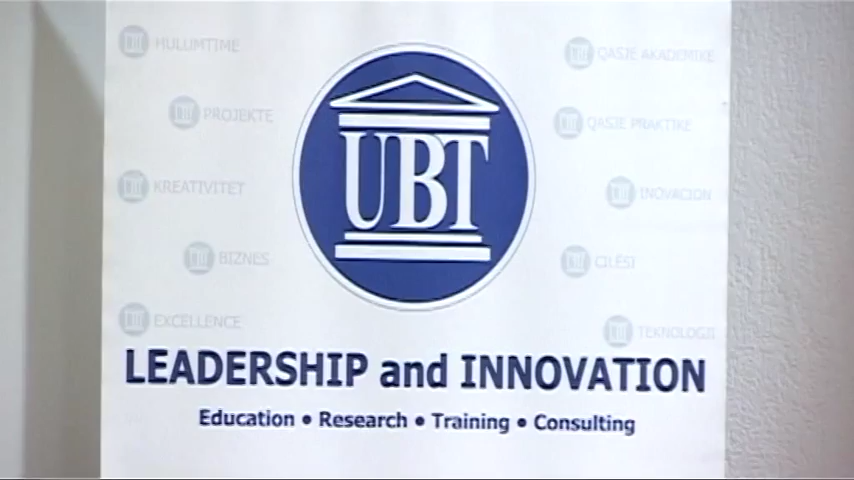 HULUMTIME
QASJE AKADEMIKE
PROJEKTE
QASJE PRAKTIKE
UBT
KREATIVITET
INOVACION
BIZNES
CILËSI
EXCELLENCE
TEKNOLOGJI
LEADERSHIP and INNOVATION
Education • Research • Training • Consulting